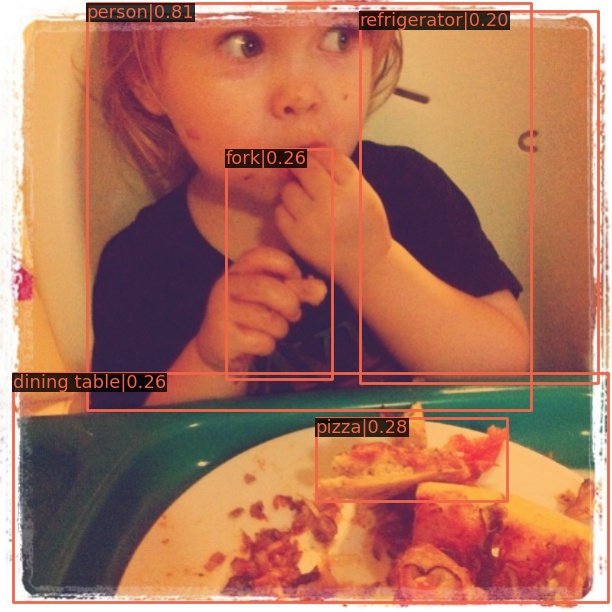 person|0.81
refrigerator|0.20
fork|0.26
dining table|0.26
pizza|0.28